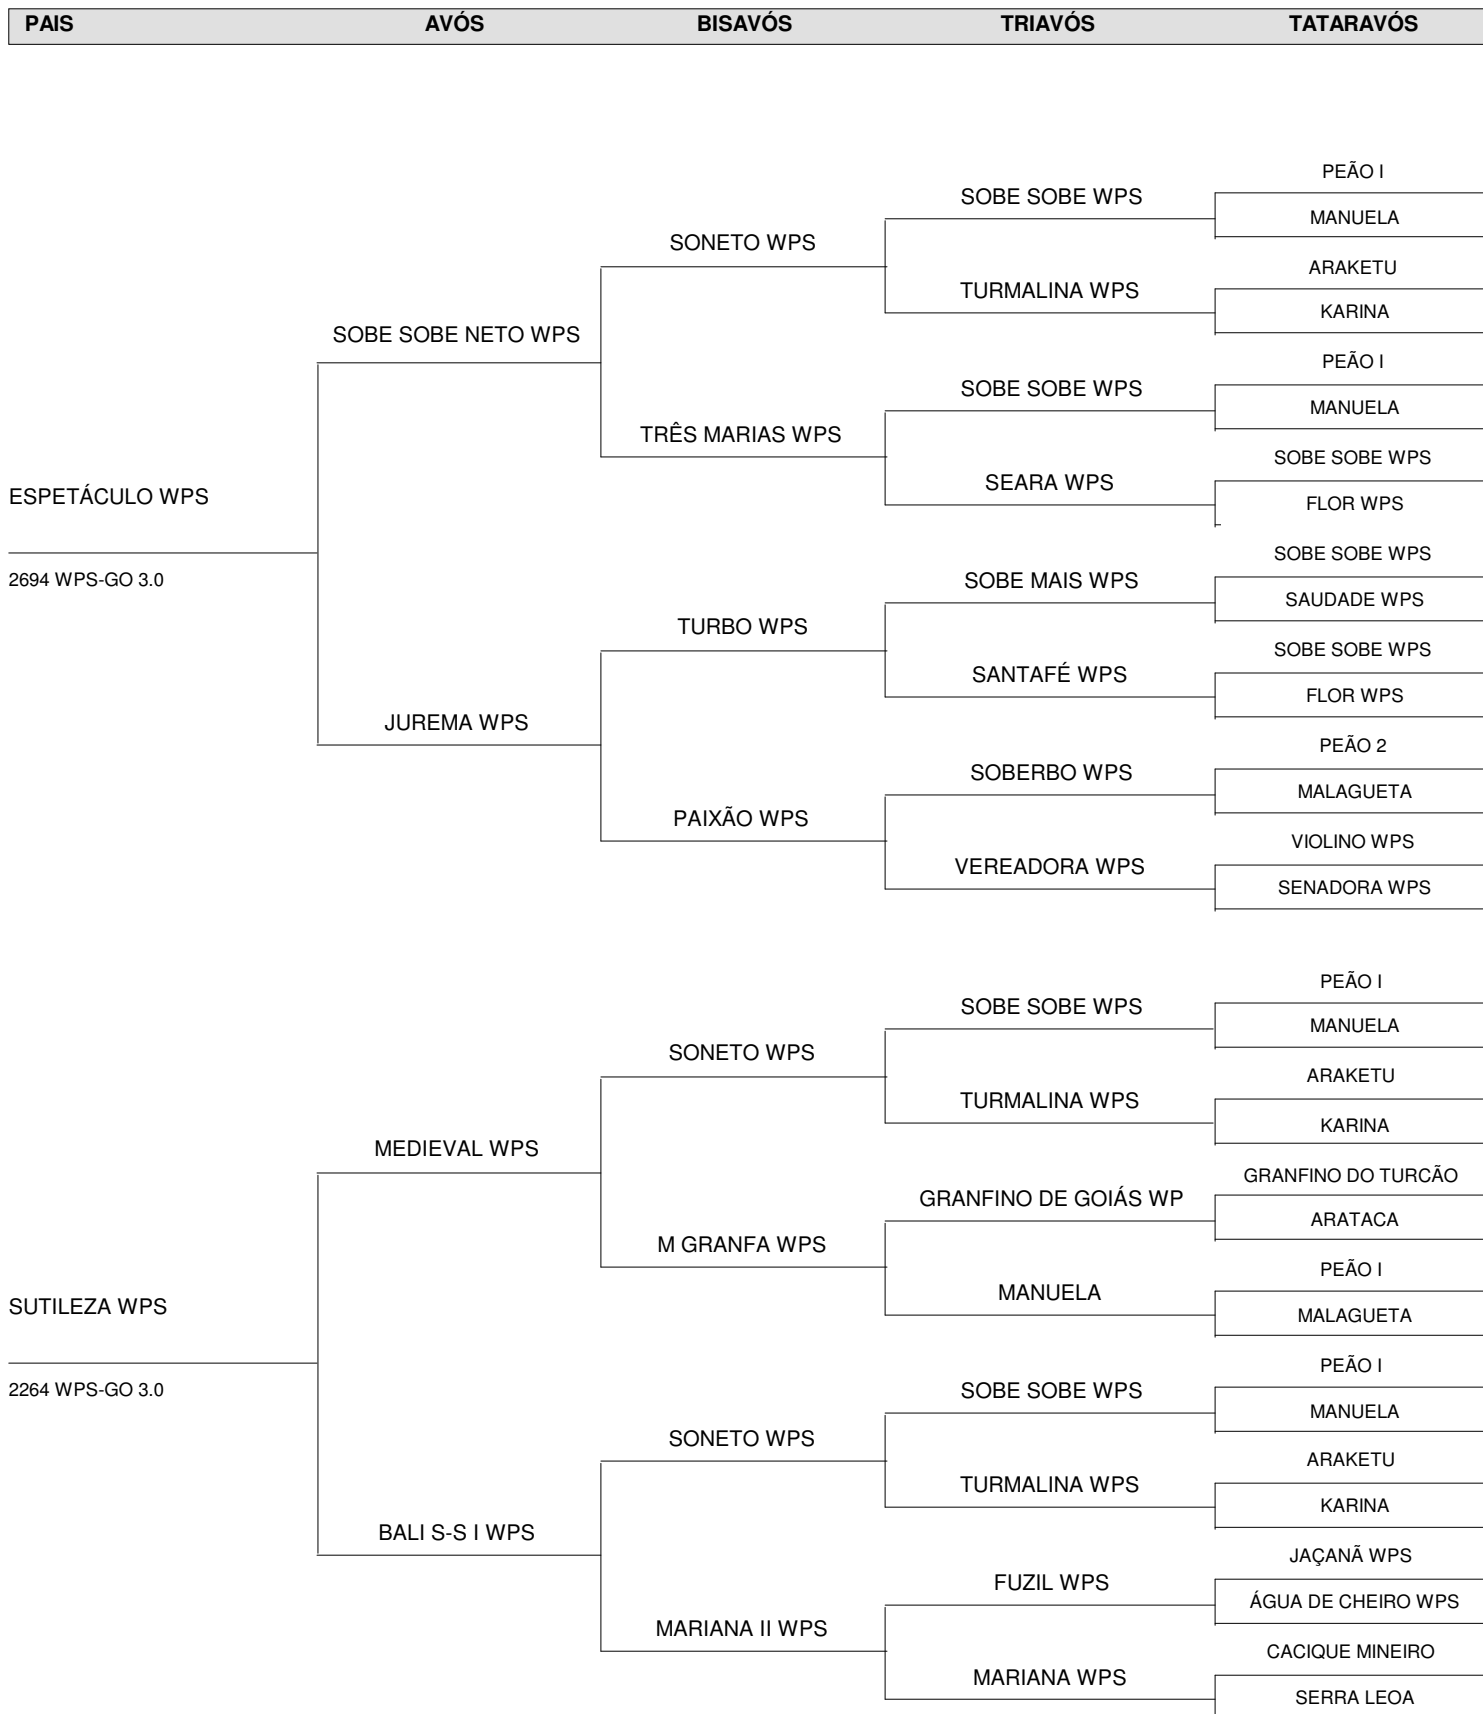 PAIS AVÓS BISAVÓS TRIAVÓS TATARAVÓS
PEÃO I
SOBE SOBE WPS
MANUELA
SONETO WPS
ARAKETU
TURMALINA WPS
KARINA
SOBE SOBE NETO WPS
PEÃO I
SOBE SOBE WPS
MANUELA
TRÊS MARIAS WPS
SOBE SOBE WPS
SEARA WPS
FLOR WPS
ESPETÁCULO WPS
2694 WPS-GO 3.0
SOBE SOBE WPS
SOBE MAIS WPS
SAUDADE WPS
TURBO WPS
SOBE SOBE WPS
SANTAFÉ WPS
FLOR WPS
JUREMA WPS
PEÃO 2
SOBERBO WPS
MALAGUETA
PAIXÃO WPS
VIOLINO WPS
VEREADORA WPS
SENADORA WPS
PEÃO I
SOBE SOBE WPS
MANUELA
SONETO WPS
ARAKETU
TURMALINA WPS
KARINA
MEDIEVAL WPS
GRANFINO DO TURCÃO
GRANFINO DE GOIÁS WP
ARATACA
M GRANFA WPS
PEÃO I
MANUELA
MALAGUETA
SUTILEZA WPS
2264 WPS-GO 3.0
PEÃO I
SOBE SOBE WPS
MANUELA
SONETO WPS
ARAKETU
TURMALINA WPS
KARINA
BALI S-S I WPS
JAÇANÃ WPS
FUZIL WPS
ÁGUA DE CHEIRO WPS
MARIANA II WPS
CACIQUE MINEIRO
MARIANA WPS
SERRA LEOA